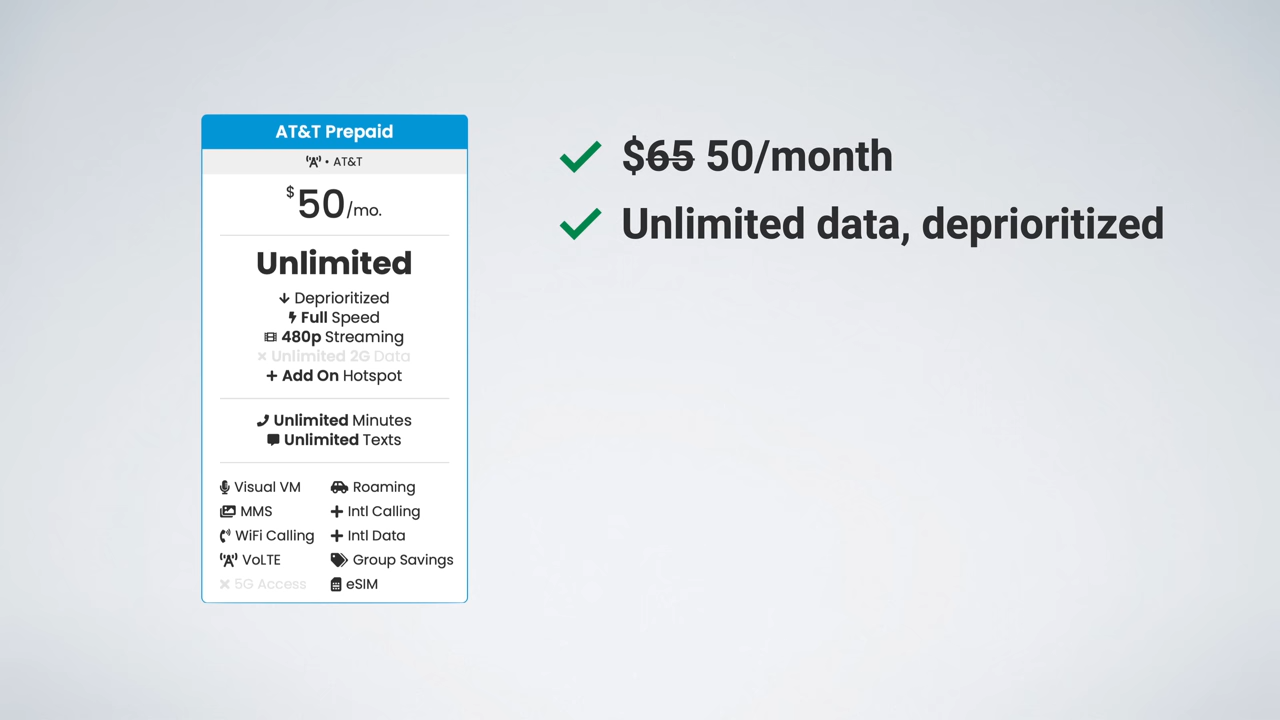 AT&T Prepaid
• AT&T
$50/mo.
Unlimited
Deprioritized
Full Speed
480p Streaming
Unlimited 2G Data
Add On Hotspot
Unlimited Minutes
Unlimited Texts
Visual VM
Roaming
MMS
Intl Calling
WiFi Calling
Intl Data
VoLTE
Group Savings
5G Access
eSIM
$65 50/month
Unlimited data, deprioritized